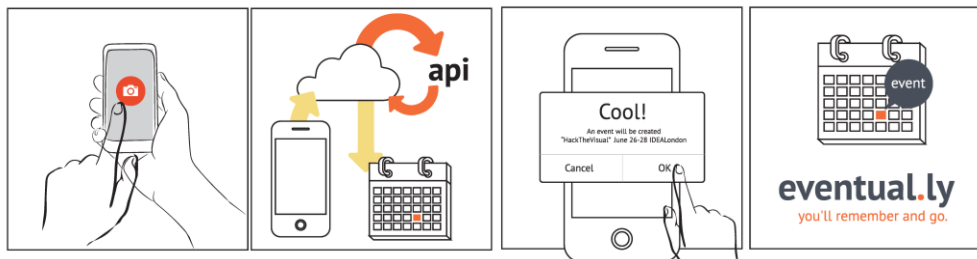 api
Cool!
An event will be created
"HackTheVisual" June 26-28 IDEALondon
Cancel OK
event
eventual.ly
you'll remember and go.